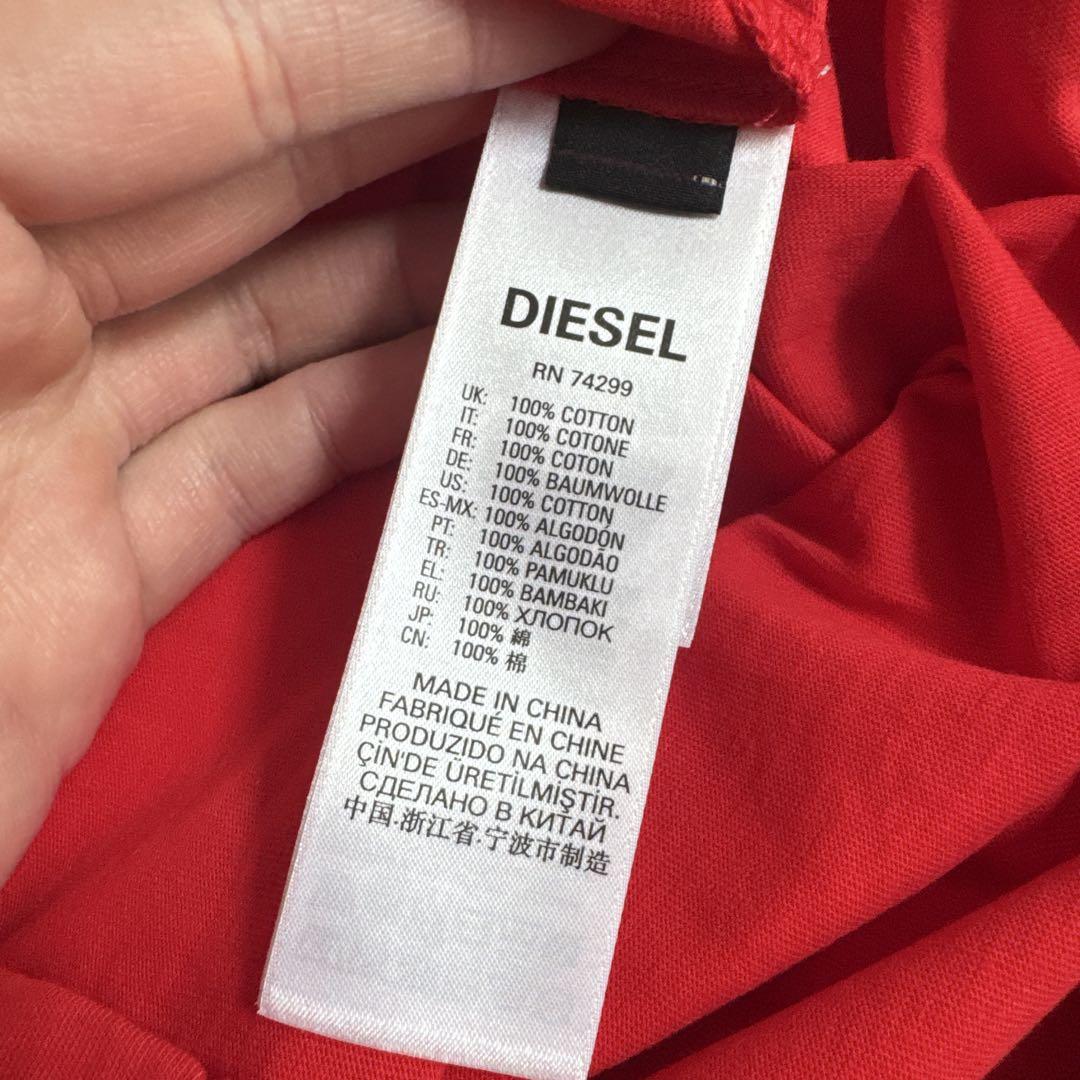 DIESEL
RN 74299
UK: 100% COTTON
IT: 100% COTONE
FR: 100% COTON
DE: 100% BAUMWOLLE
US: 100% COTTON
ES-MX: 100% ALGODÓN
PT: 100% ALGODÃO
TR: 100% PAMUKLU
EL: 100% BAMBAKI
RU: 100% ХЛОПОК
JP: 100% 綿
CN: 100% 棉
MADE IN CHINA
FABRIQUÉ EN CHINE
PRODUZIDO NA CHINA
ÇİN'DE ÜRETİLMİŞTİR.
СДЕЛАНО В КИТАЙ
中国.浙江省.宁波市制造